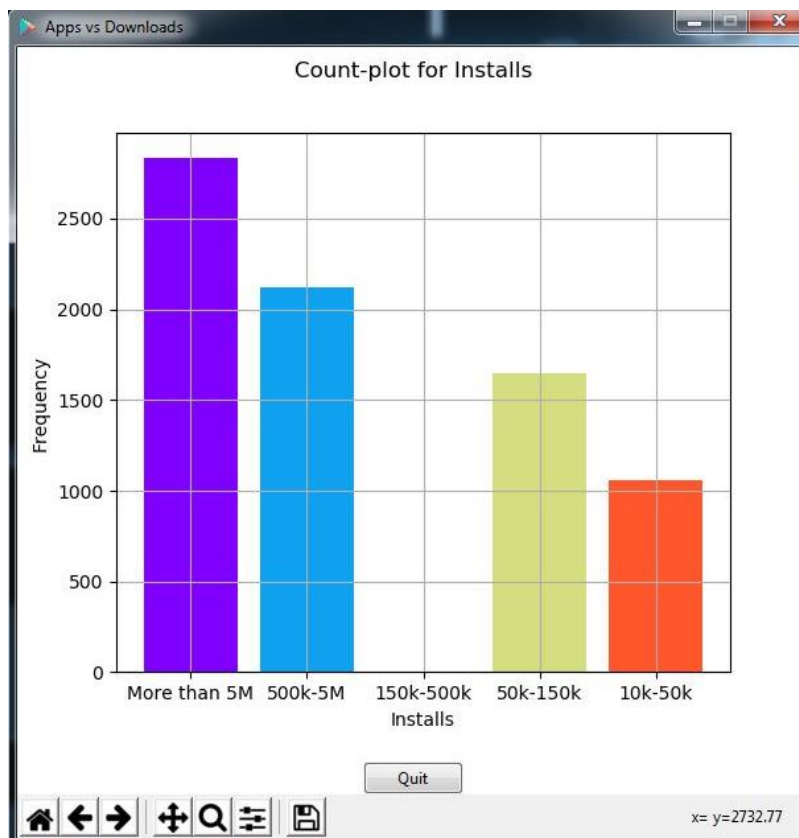 Apps vs Downloads
Count-plot for Installs
2500
2000
1500
1000
500
0
Frequency
More than 5M 500k-5M 150k-500k 50k-150k 10k-50k
Installs
Quit
x= y=2732.77